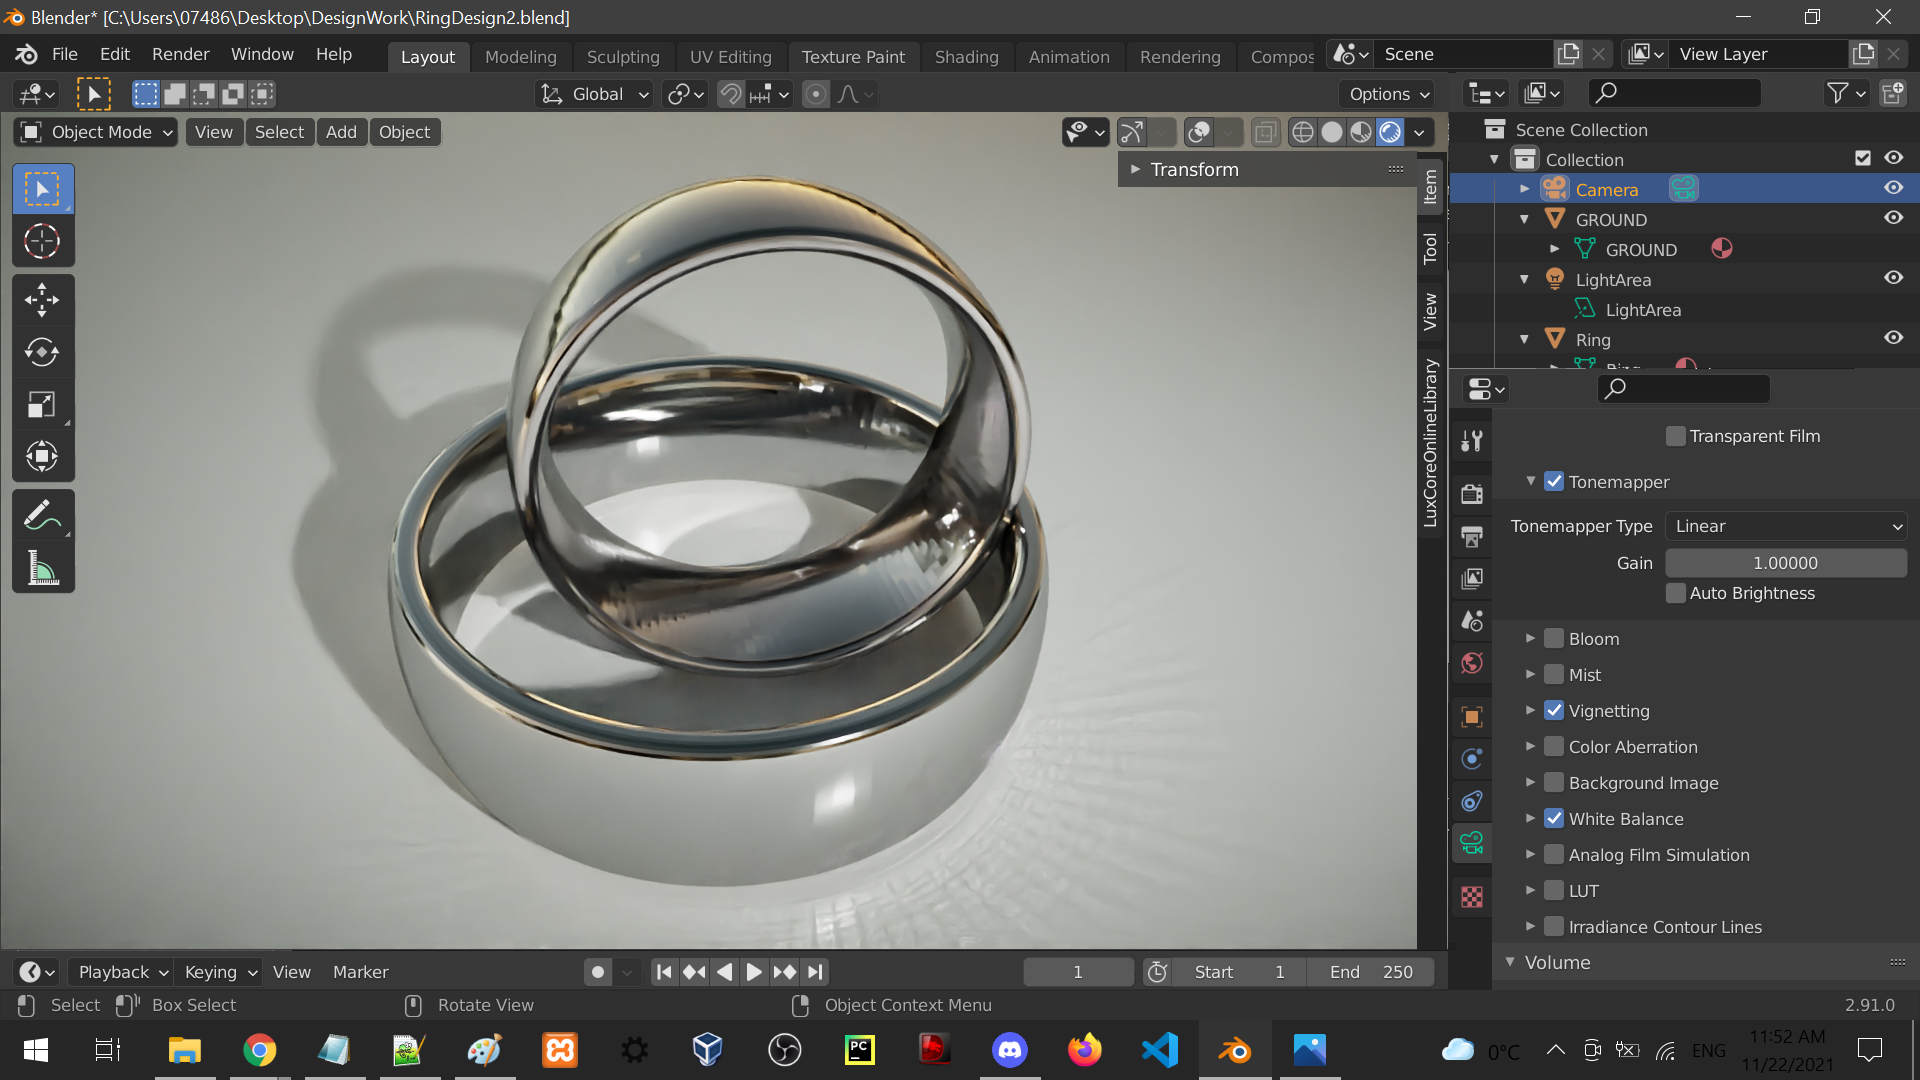 Blender* [C:\Users\07486\Desktop\DesignWork\RingDesign2.blend]
File Edit Render Window Help Layout Modeling Sculpting UV Editing Texture Paint Shading Animation Rendering Compos Scene View Layer
Global Options
Object Mode View Select Add Object
Transform
Item
Tool
View
LuxCoreOnlineLibrary
Scene Collection
Collection
Camera
GROUND
GROUND
LightArea
LightArea
Ring
Transparent Film
Tonemapper
Tonemapper Type Linear
Gain 1.00000
Auto Brightness
Bloom
Mist
Vignetting
Color Aberration
Background Image
White Balance
Analog Film Simulation
LUT
Irradiance Contour Lines
Volume
Playback Keying View Marker 1 Start 1 End 250
Select Box Select Rotate View Object Context Menu 2.91.0
PC
0°C ENG 11:52 AM
11/22/2021